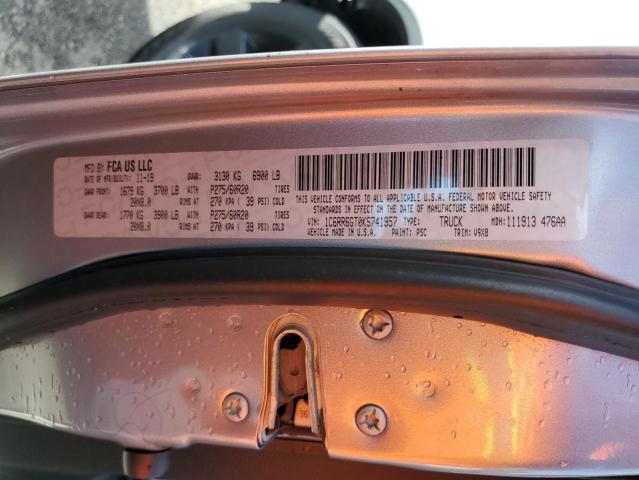 MFD BY FCA US LLC
DATE OF MFR(BUILT): 11-19 GVWR: 3130 KG 6900 LB
GAWR FRONT: 1679 KG 3700 LB WITH P275/60R20 TIRES
20X8.0 RIMS AT 270 KPA ( 39 PSI) COLD
GAWR REAR: 1770 KG 3900 LB WITH P275/60R20 TIRES
20X8.0 RIMS AT 270 KPA ( 39 PSI) COLD
THIS VEHICLE CONFORMS TO ALL APPLICABLE U.S.A. FEDERAL MOTOR VEHICLE SAFETY
STANDARDS IN EFFECT ON THE DATE OF MANUFACTURE SHOWN ABOVE.
VIN: 1C6RR6GT0KS741957 TYPE: TRUCK MDH: 111913 476AA
VEHICLE MADE IN U.S.A. PAINT: PSC TRIM: V9X8
36